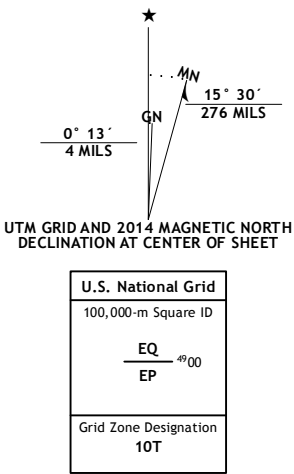 ★
MN
15° 30´
276 MILS
GN
0° 13´
4 MILS
UTM GRID AND 2014 MAGNETIC NORTH
DECLINATION AT CENTER OF SHEET
U.S. National Grid
100,000-m Square ID
EQ
4900
EP
Grid Zone Designation
10T